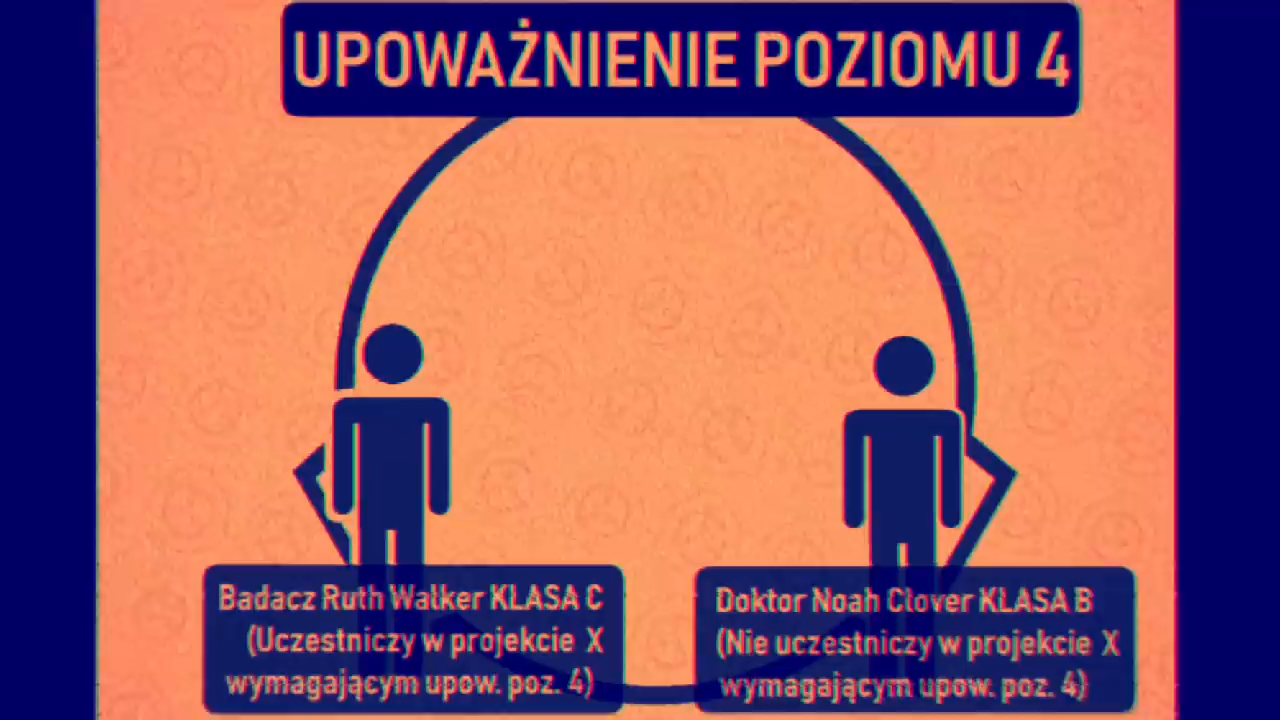 UPOWAŻNIENIE POZIOMU 4
Badacz Ruth Walker KLASA C
(Uczestniczy w projekcie X
wymagającym upow. poz. 4)
Doktor Noah Clover KLASA B
(Nie uczestniczy w projekcie X
wymagającym upow. poz. 4)